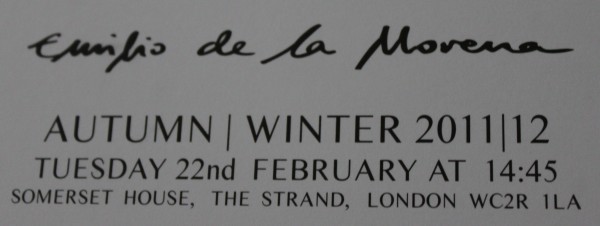 Emilio de la Morena
AUTUMN | WINTER 2011|12
TUESDAY 22nd FEBRUARY AT 14:45
SOMERSET HOUSE, THE STRAND, LONDON WC2R 1LA